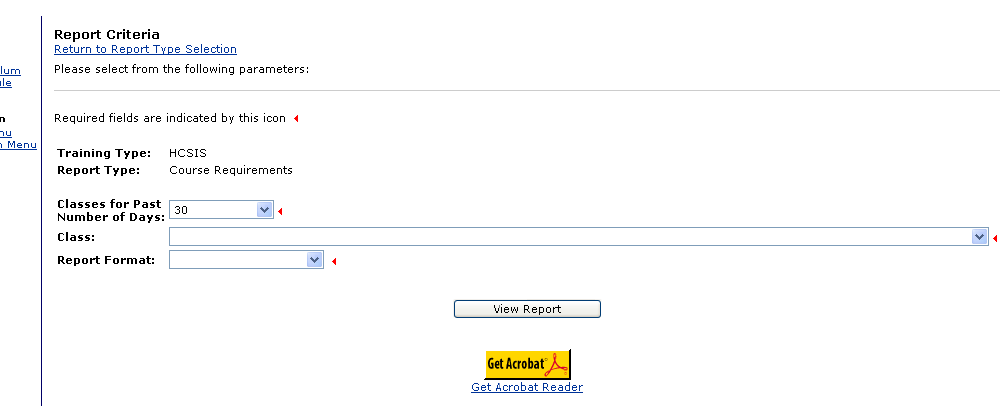 Report Criteria
Return to Report Type Selection
Please select from the following parameters:
Required fields are indicated by this icon
Training Type: HCSIS
Report Type: Course Requirements
Classes for Past
Number of Days: 30
Class:
Report Format:
View Report
Get Acrobat
Get Acrobat Reader
lum
ule
n
nu
n Menu